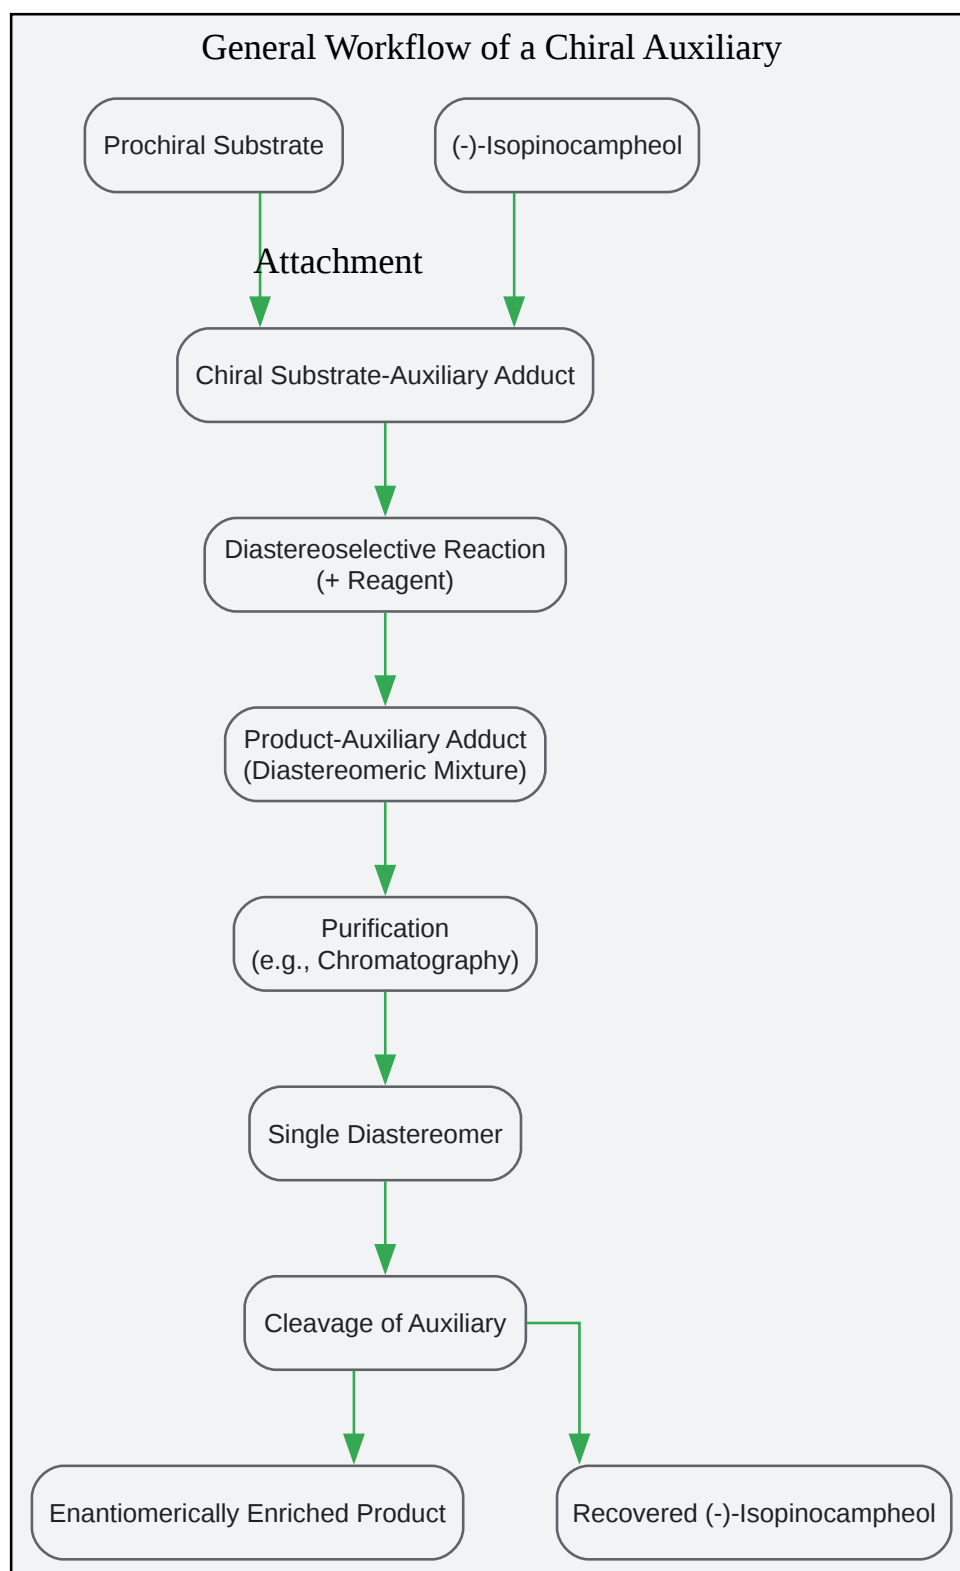 General Workflow of a Chiral Auxiliary
Prochiral Substrate
(-)-Isopinocampheol
Attachment
Chiral Substrate-Auxiliary Adduct
Diastereoselective Reaction
(+ Reagent)
Product-Auxiliary Adduct
(Diastereomeric Mixture)
Purification
(e.g., Chromatography)
Single Diastereomer
Cleavage of Auxiliary
Enantiomerically Enriched Product
Recovered (-)-Isopinocampheol